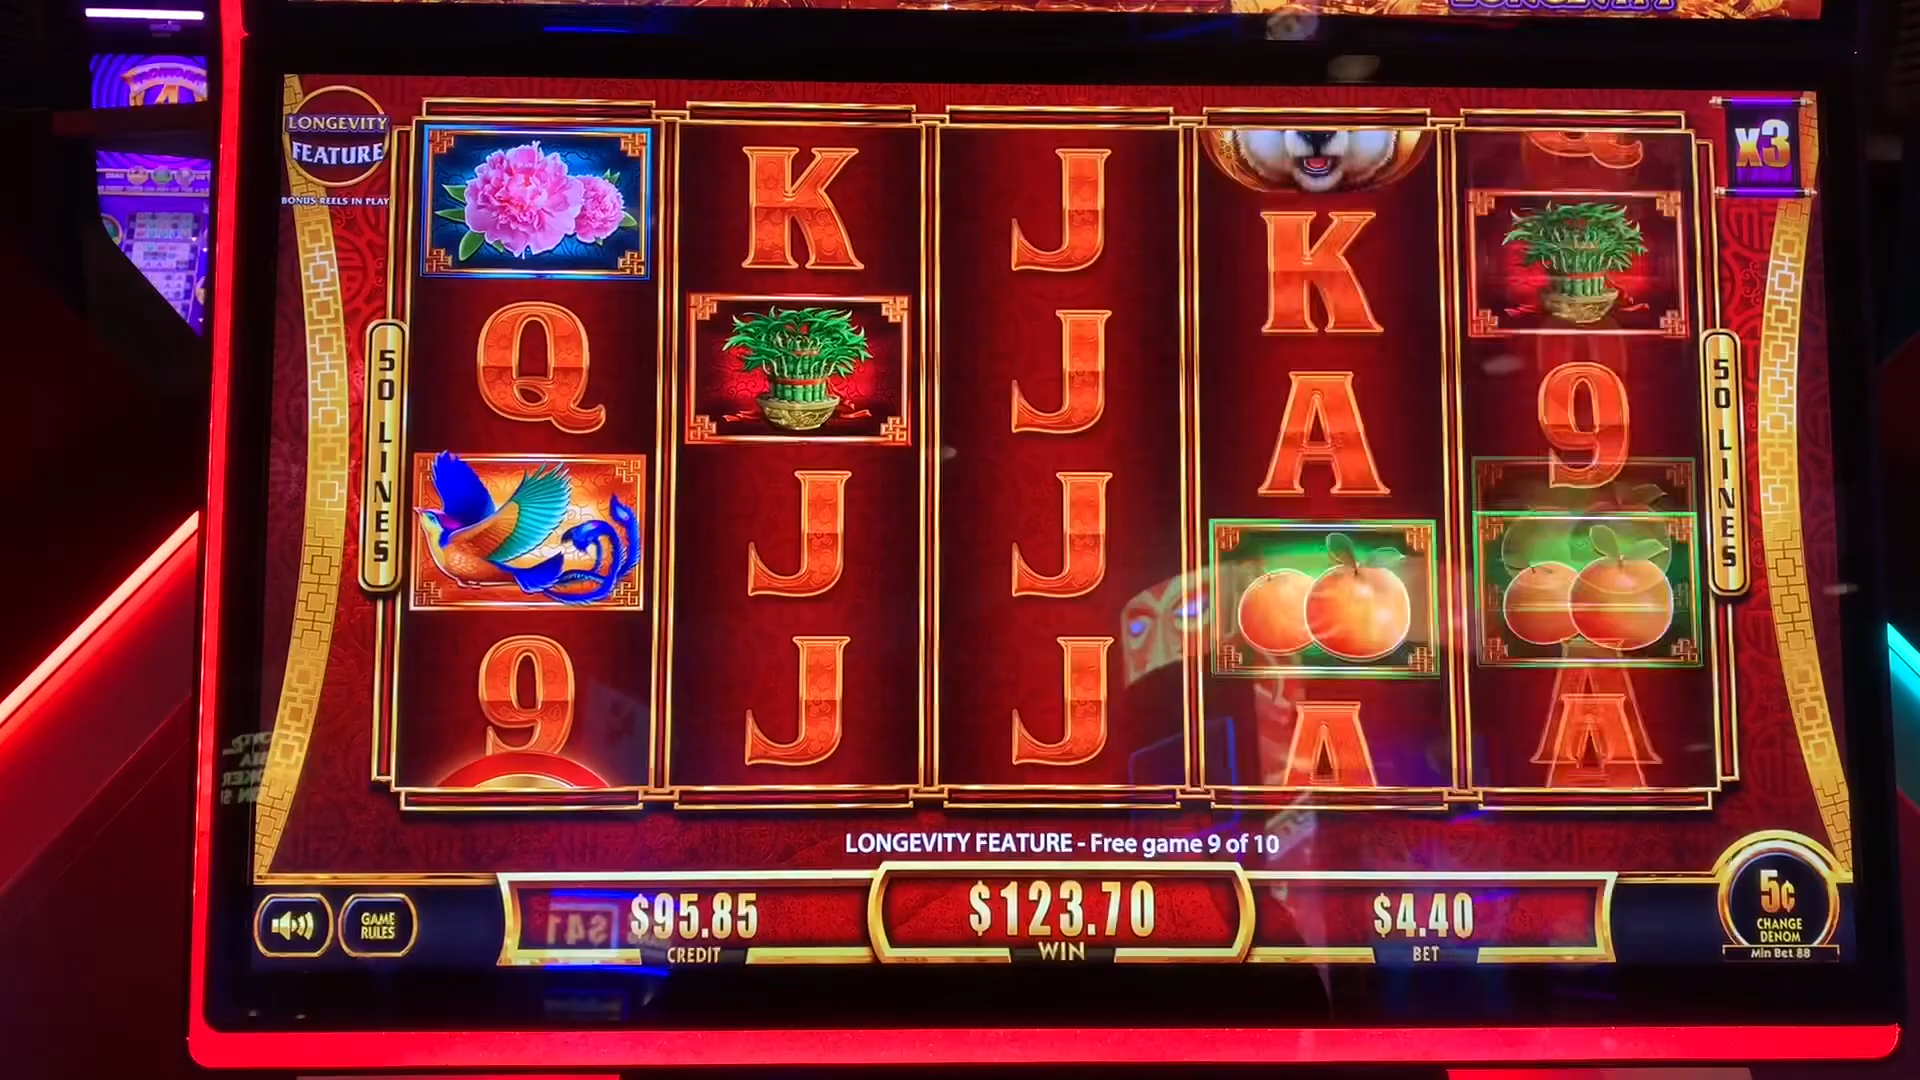 LONGEVITY
LONGEVITY
FEATURE
BONUS REELS IN PLAY
x3
K
J
K
Q
J
9
A
J
J
9
J
J
A
A
50 LINES
50 LINES
LONGEVITY FEATURE - Free game 9 of 10
GAME
RULES
$95.85
CREDIT
$123.70
WIN
$4.40
BET
5¢
CHANGE
DENOM
Min Bet 88